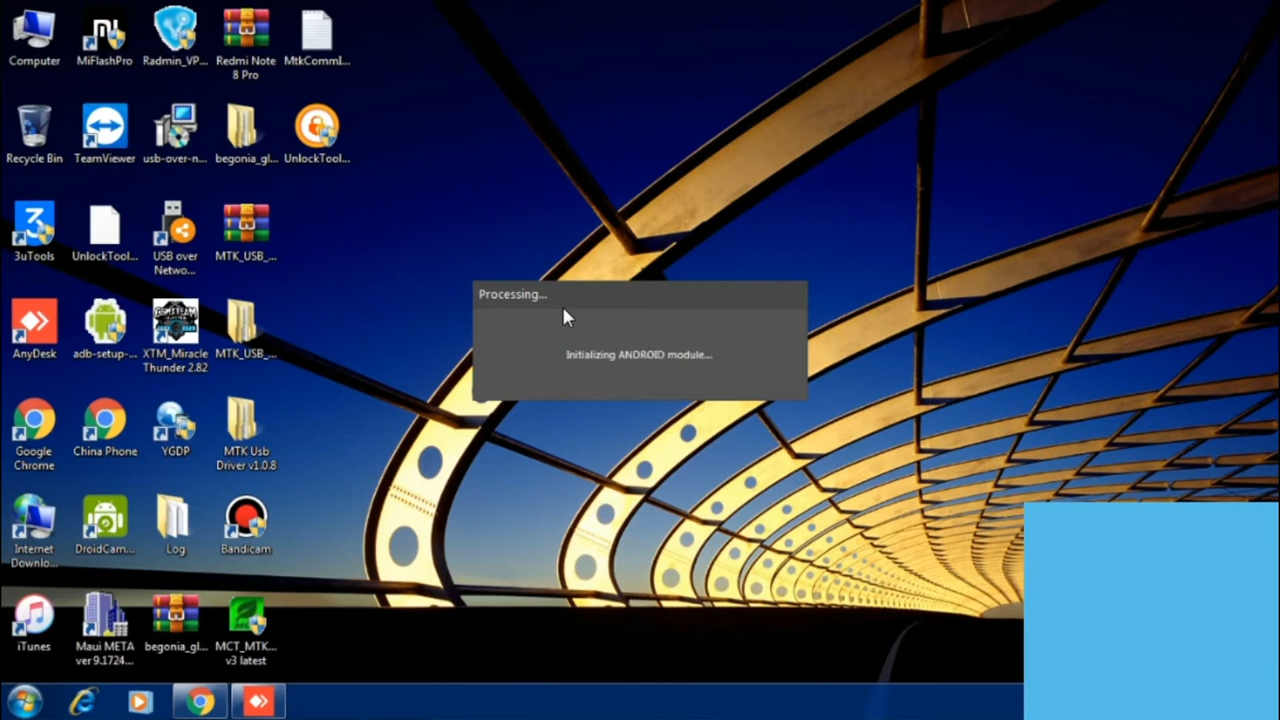 Computer
MiFlashPro
Radmin_VP...
Redmi Note
8 Pro
MtkCommI...
Recycle Bin
TeamViewer
usb-over-n...
begonia_gl...
UnlockTool...
3uTools
UnlockTool...
USB over
Netwo...
MTK_USB_...
AnyDesk
adb-setup-...
XTM_Miracle
Thunder 2.82
MTK_USB_...
Google
Chrome
China Phone
YGDP
MTK Usb
Driver v1.0.8
Internet
Downlo...
DroidCam...
Log
Bandicam
iTunes
Maui META
ver 9.1724...
begonia_gl...
MCT_MTK...
v3 latest
Processing...
Initializing ANDROID module...